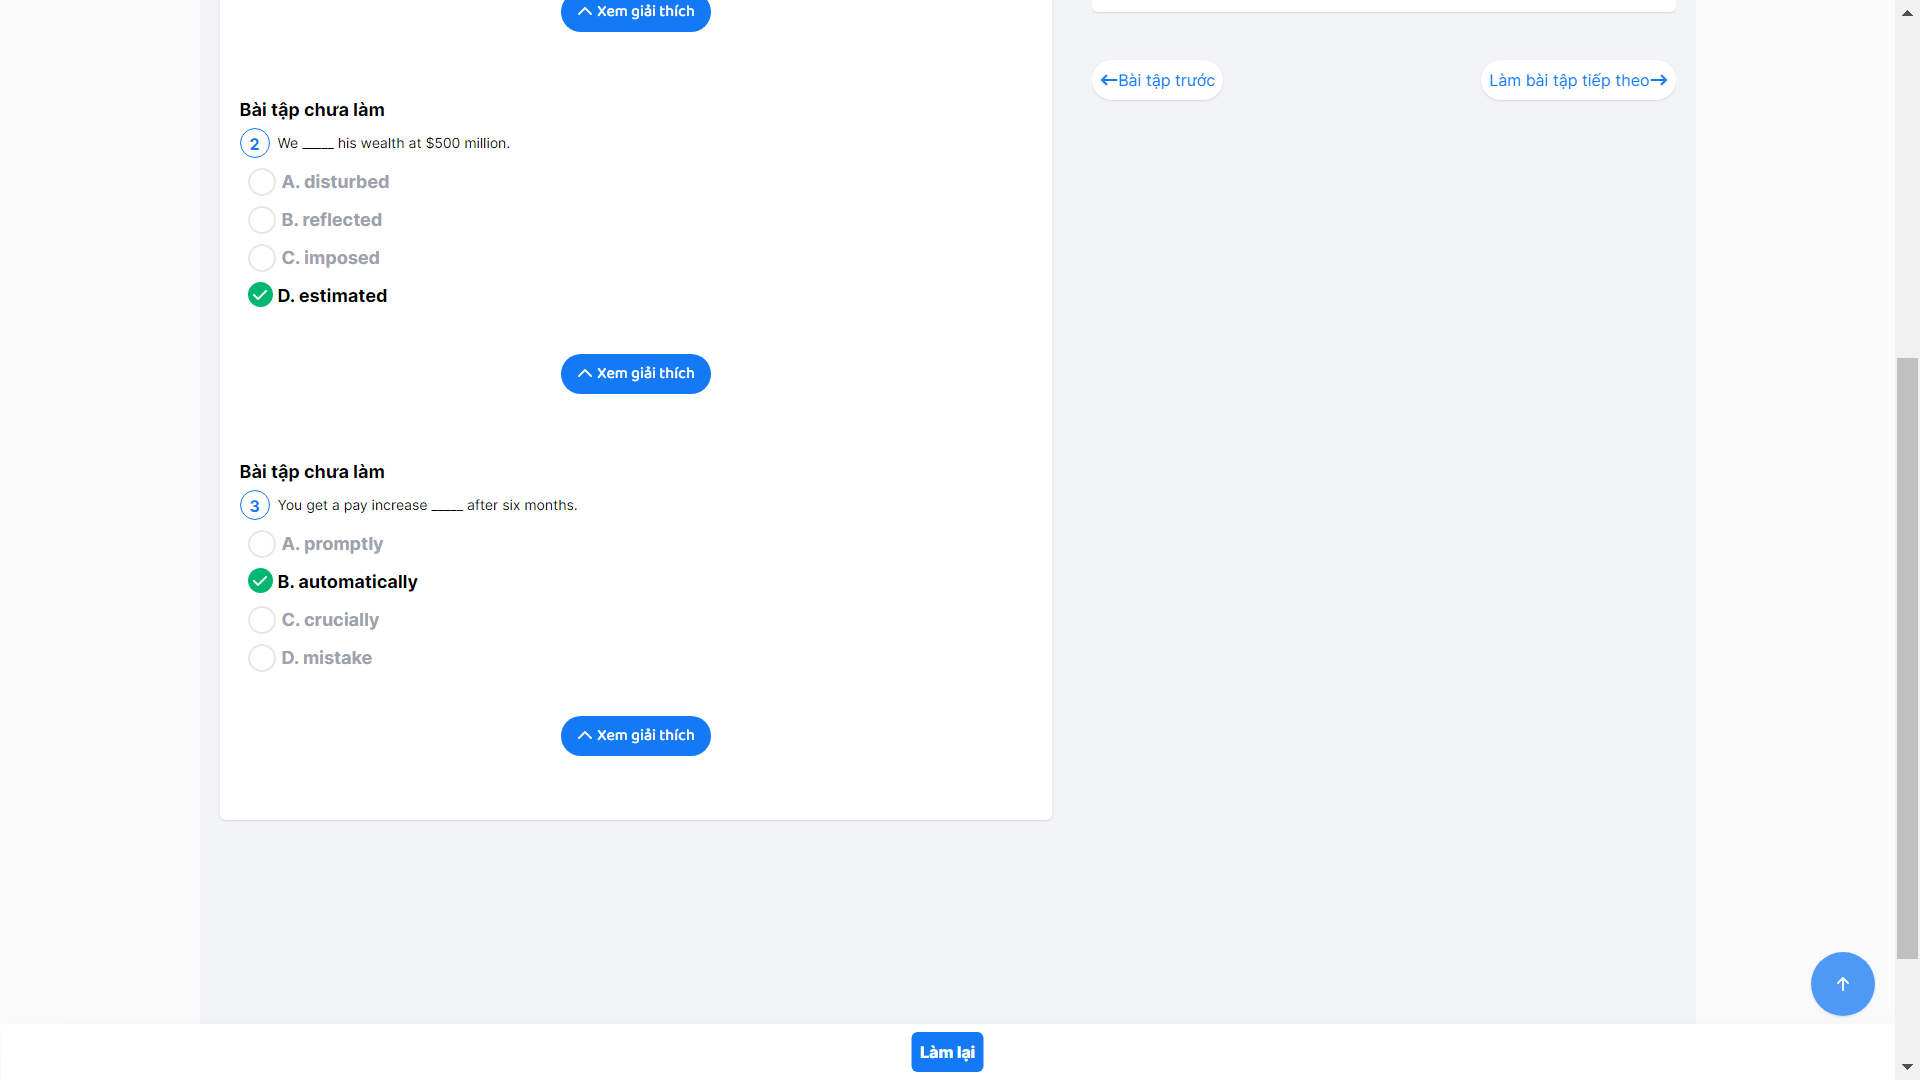 Xem giải thích
Bài tập chưa làm
2 We _____ his wealth at $500 million.
A. disturbed
B. reflected
C. imposed
D. estimated
Xem giải thích
Bài tập chưa làm
3 You get a pay increase _____ after six months.
A. promptly
B. automatically
C. crucially
D. mistake
Xem giải thích
Bài tập trước
Làm bài tập tiếp theo
Làm lại